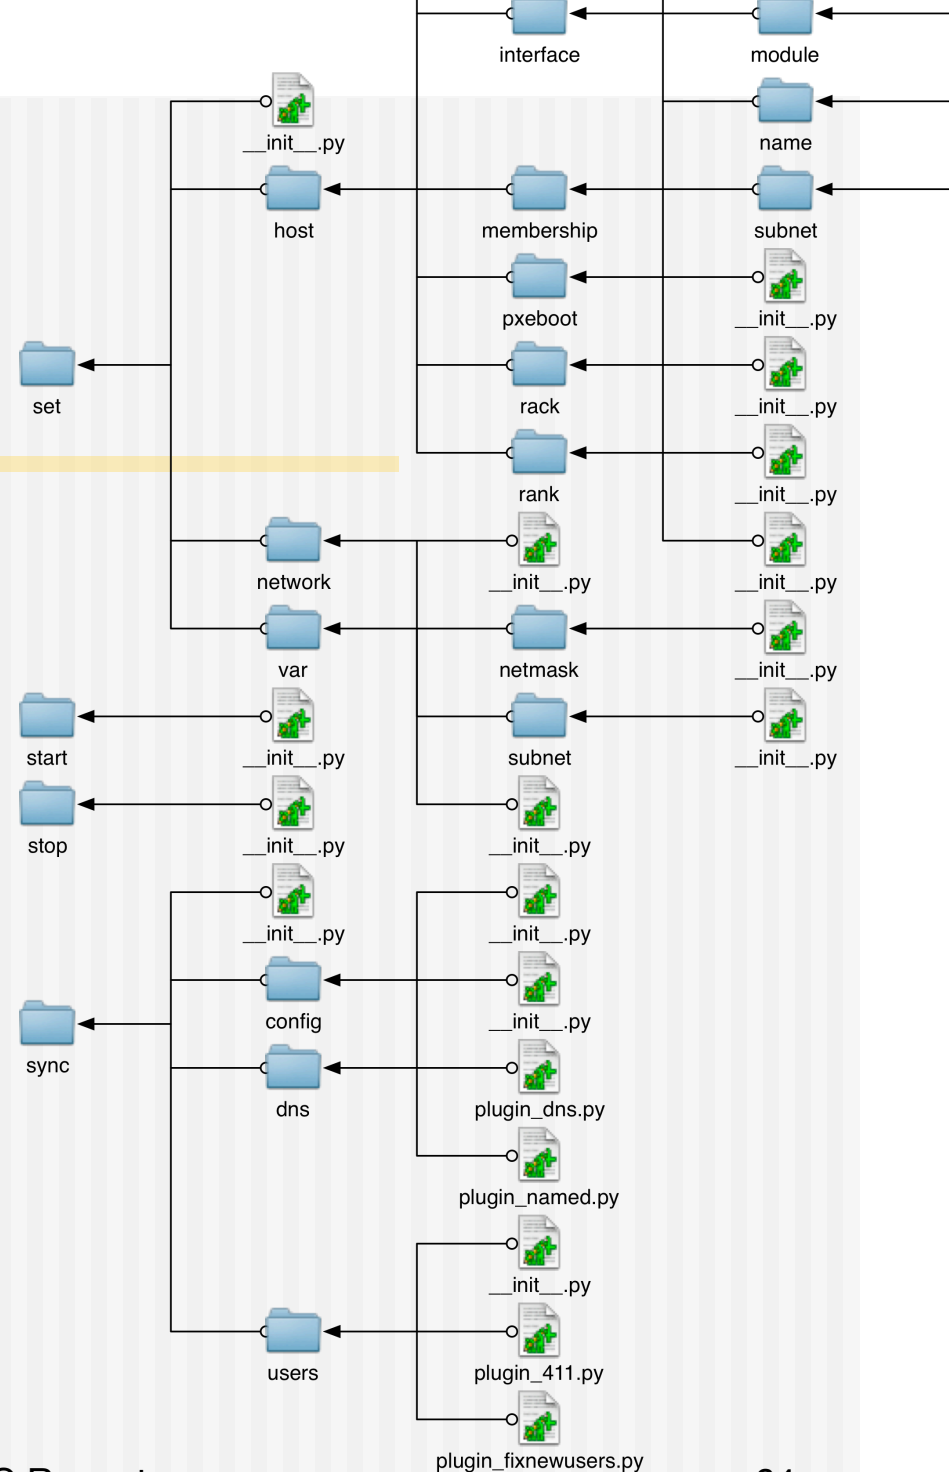 interface module
__init__.py name
host membership subnet
pxeboot __init__.py
set rack __init__.py
rank __init__.py
network __init__.py __init__.py
var netmask __init__.py
start __init__.py subnet __init__.py
stop __init__.py __init__.py
__init__.py __init__.py
config __init__.py
sync
dns plugin_dns.py
plugin_named.py
__init__.py
users plugin_411.py
plugin_fixnewusers.py